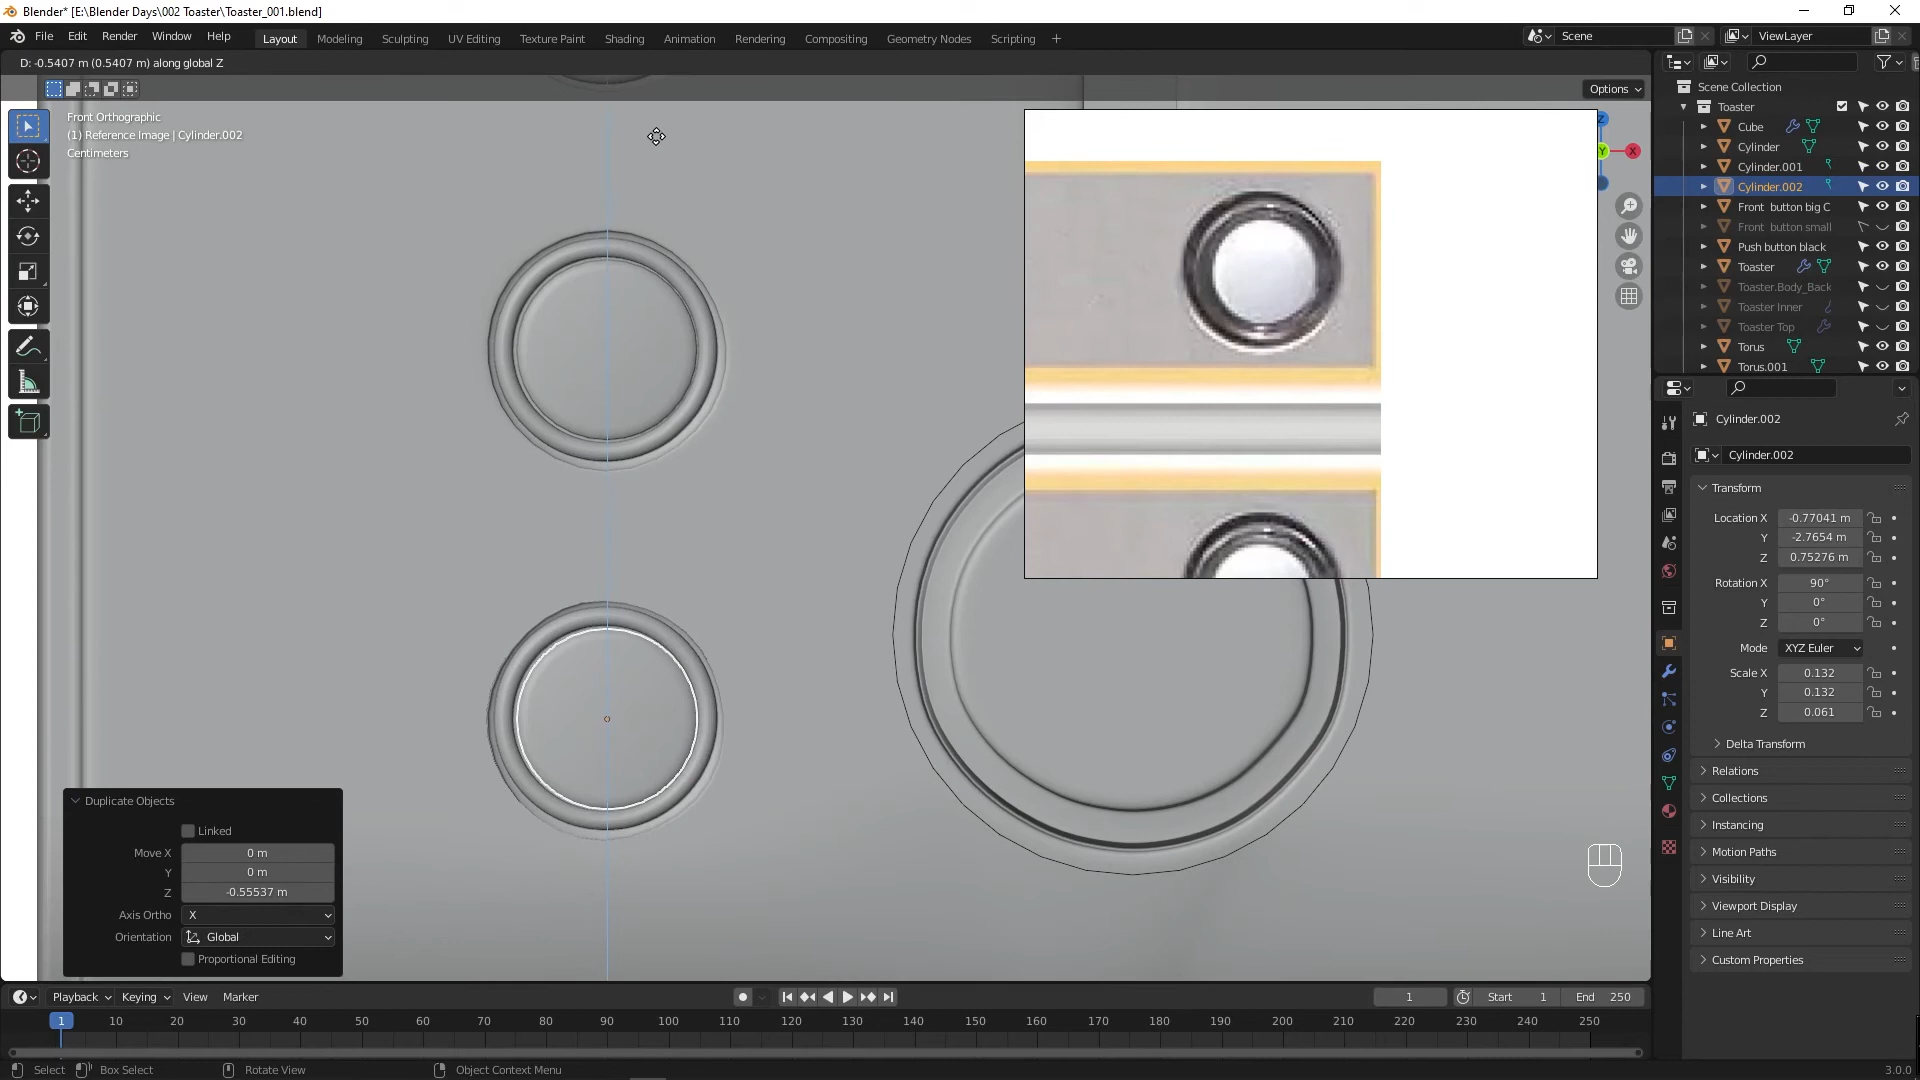 Blender* [E:\Blender Days\002 Toaster\Toaster_001.blend]
File Edit Render Window Help
Layout Modeling Sculpting UV Editing Texture Paint Shading Animation Rendering Compositing Geometry Nodes Scripting
Scene
ViewLayer
D: -0.5407 m (0.5407 m) along global Z
Options
Front Orthographic
(1) Reference Image | Cylinder.002
Centimeters
Z
Y
X
Scene Collection
Toaster
Cube
Cylinder
Cylinder.001
Cylinder.002
Front button big C
Front button small
Push button black
Toaster
Toaster.Body_Back
Toaster Inner
Toaster Top
Torus
Torus.001
Cylinder.002
Cylinder.002
Transform
Location X -0.77041 m
Y -2.7654 m
Z 0.75276 m
Rotation X 90°
Y 0°
Z 0°
Mode XYZ Euler
Scale X 0.132
Y 0.132
Z 0.061
Delta Transform
Relations
Collections
Instancing
Motion Paths
Visibility
Viewport Display
Line Art
Custom Properties
Duplicate Objects
Linked
Move X 0 m
Y 0 m
Z -0.55537 m
Axis Ortho X
Orientation Global
Proportional Editing
Playback Keying View Marker
1 Start 1 End 250
1 10 20 30 40 50 60 70 80 90 100 110 120 130 140 150 160 170 180 190 200 210 220 230 240 250
Select Box Select Rotate View Object Context Menu
3.0.0